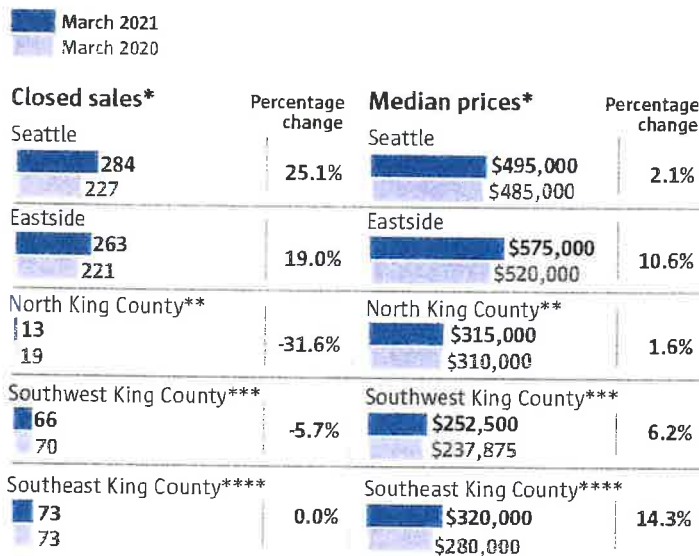 March 2021
March 2020
Closed sales*
Percentage
change
Seattle
284
227
25.1%
Eastside
263
221
19.0%
North King County**
13
19
-31.6%
Southwest King County***
66
70
-5.7%
Southeast King County****
73
73
0.0%
Median prices*
Percentage
change
Seattle
$495,000
$485,000
2.1%
Eastside
$575,000
$520,000
10.6%
North King County**
$315,000
$310,000
1.6%
Southwest King County***
$252,500
$237,875
6.2%
Southeast King County****
$320,000
$280,000
14.3%